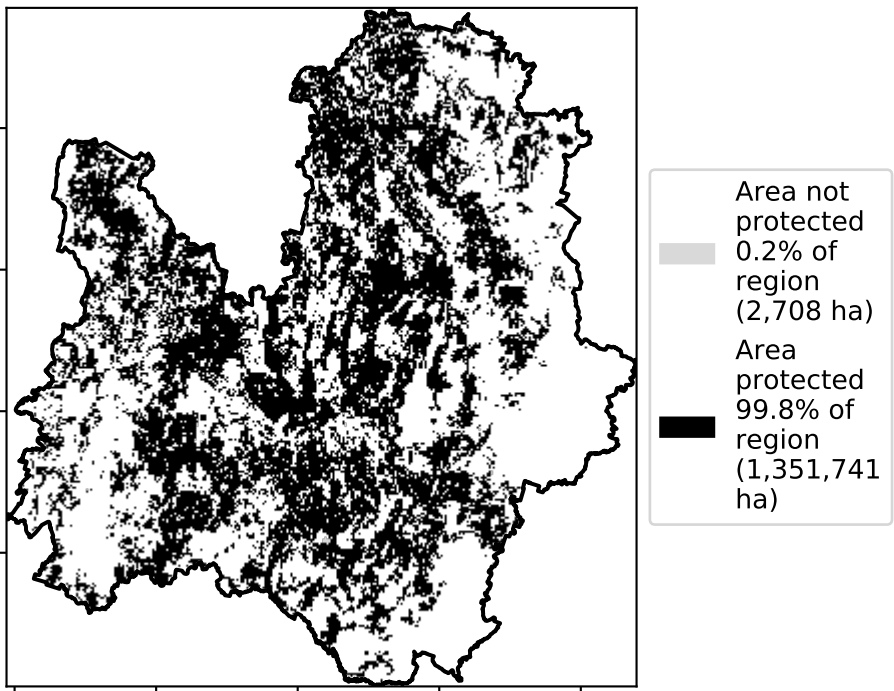 Area not
protected
0.2% of
region
(2,708 ha)
Area
protected
99.8% of
region
(1,351,741
ha)